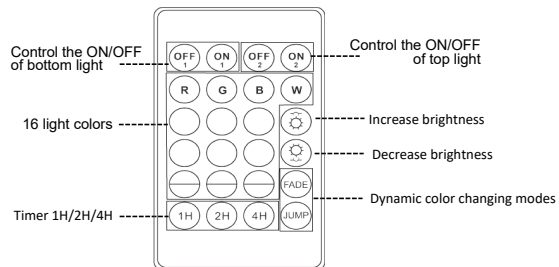 Control the ON/OFF
of bottom light
Control the ON/OFF
of top light
OFF 1
ON 1
OFF 2
ON 2
R
G
B
W
16 light colors
Increase brightness
Decrease brightness
FADE
Dynamic color changing modes
Timer 1H/2H/4H
1H
2H
4H
JUMP